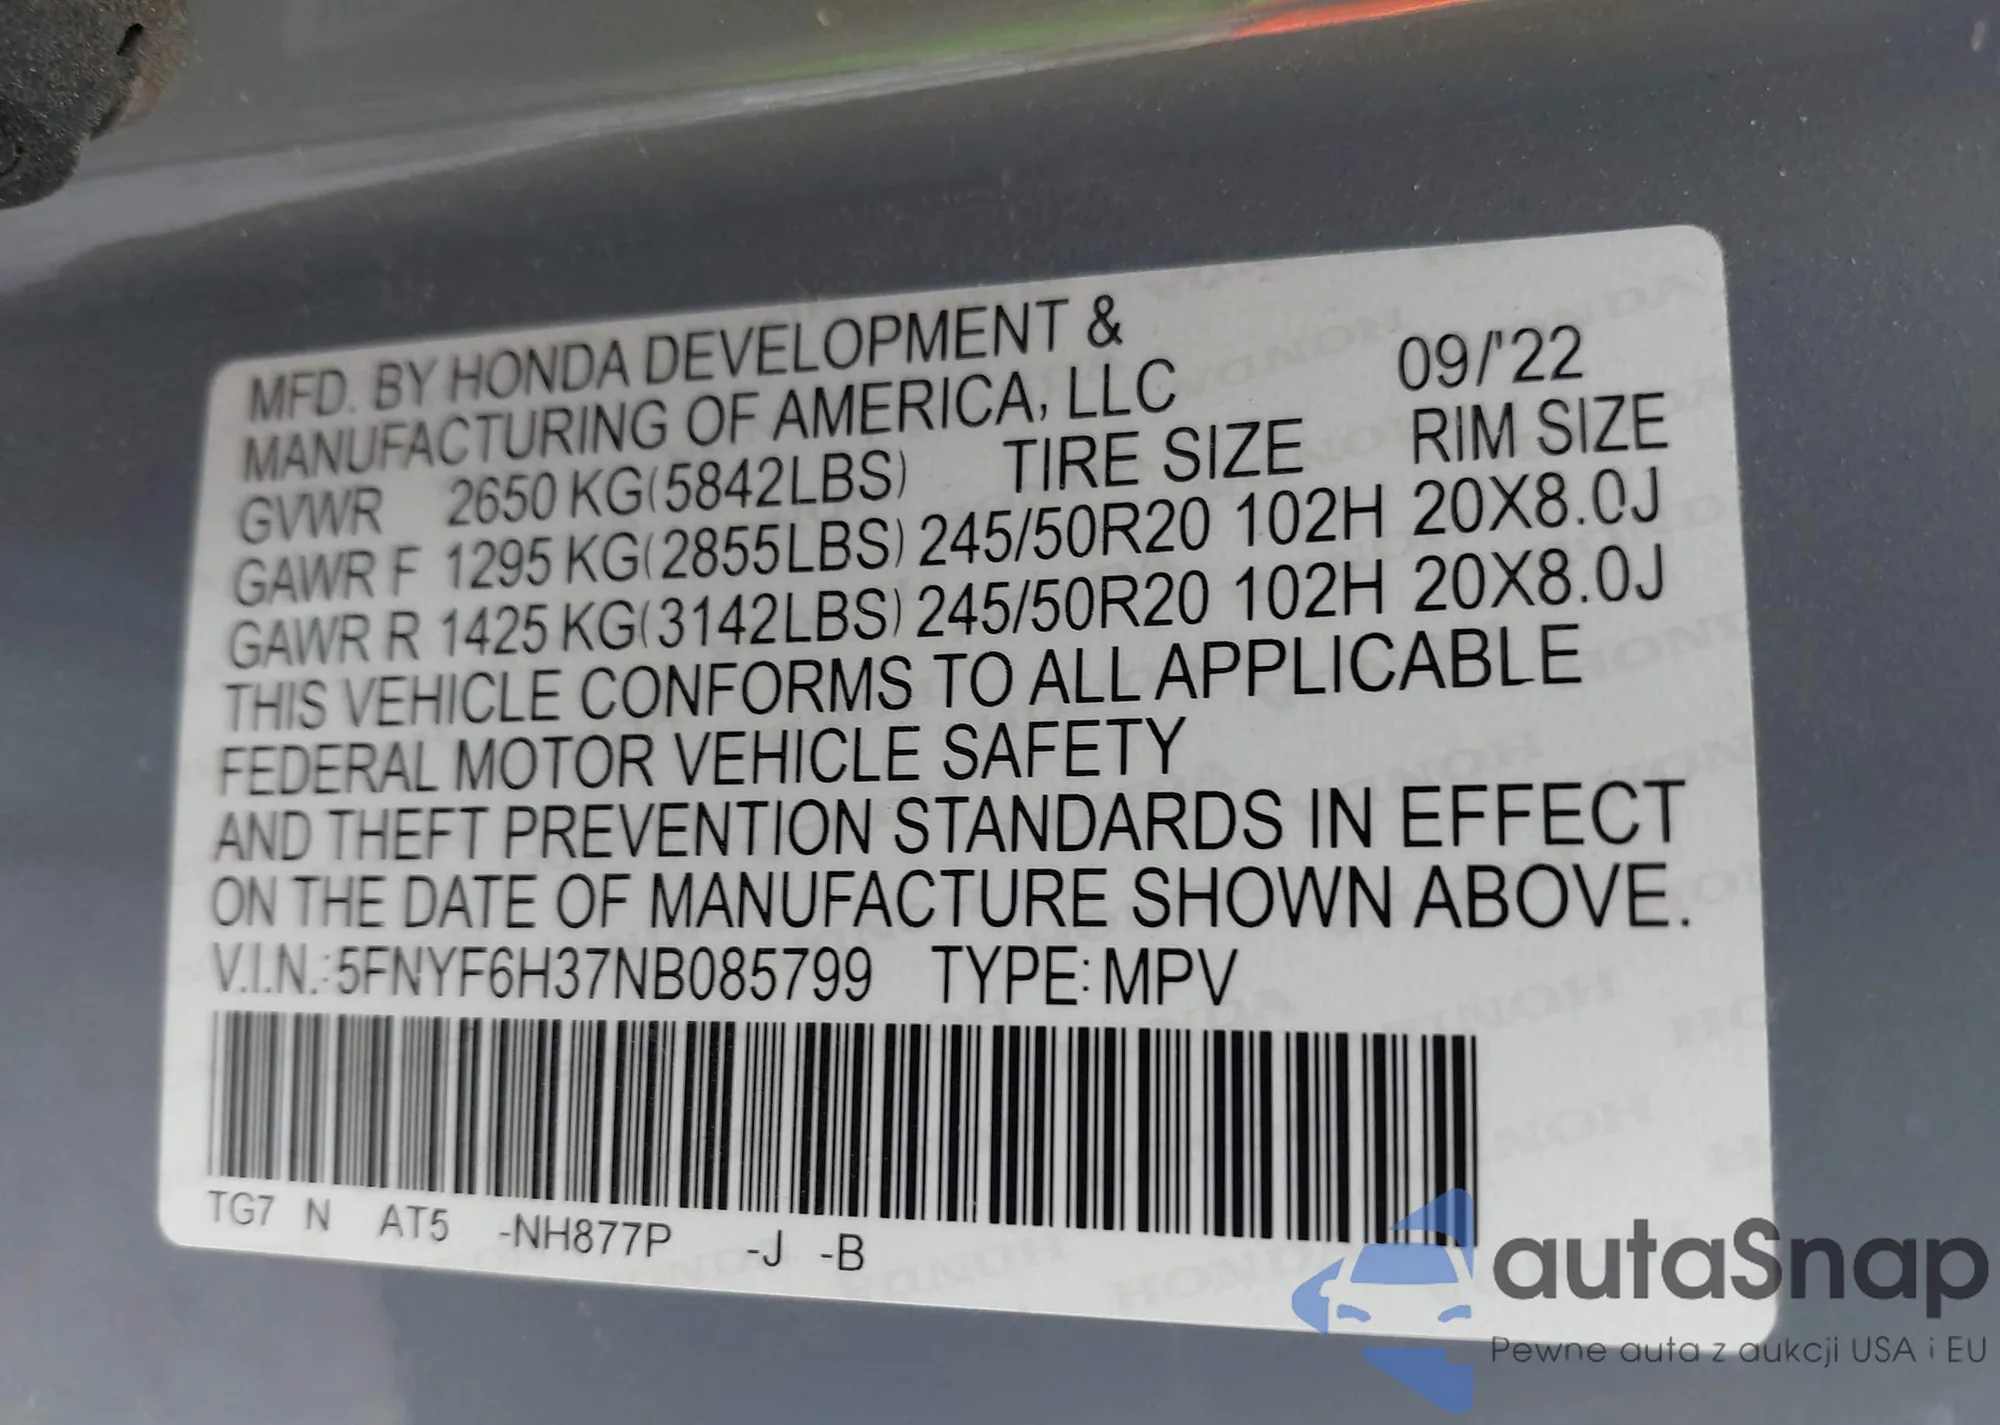 MFD. BY HONDA DEVELOPMENT &
MANUFACTURING OF AMERICA, LLC 09/'22
GVWR 2650 KG(5842LBS) TIRE SIZE RIM SIZE
GAWR F 1295 KG(2855LBS) 245/50R20 102H 20X8.0J
GAWR R 1425 KG(3142LBS) 245/50R20 102H 20X8.0J
THIS VEHICLE CONFORMS TO ALL APPLICABLE
FEDERAL MOTOR VEHICLE SAFETY
AND THEFT PREVENTION STANDARDS IN EFFECT
ON THE DATE OF MANUFACTURE SHOWN ABOVE.
V.I.N.:5FNYF6H37NB085799 TYPE:MPV
TG7 N AT5 -NH877P -J -B
autaSnap
Pewne auta z aukcji USA i EU